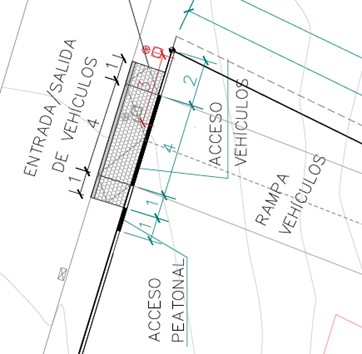 ENTRADA/SALIDA
DE VEHÍCULOS
1
4
1
2
4
1
1
ACCESO
VEHÍCULOS
RAMPA
VEHÍCULOS
ACCESO
PEATONAL